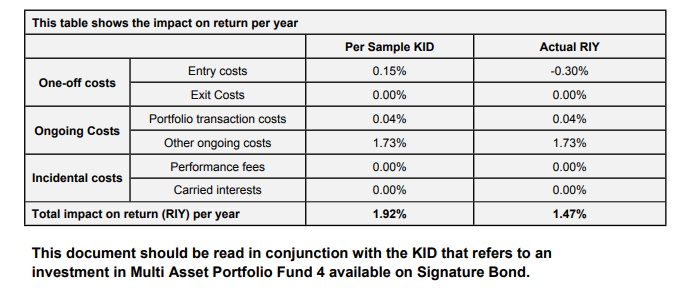 This table shows the impact on return per year
Per Sample KID Actual RIY
One-off costs Entry costs 0.15% -0.30%
Exit Costs 0.00% 0.00%
Ongoing Costs Portfolio transaction costs 0.04% 0.04%
Other ongoing costs 1.73% 1.73%
Incidental costs Performance fees 0.00% 0.00%
Carried interests 0.00% 0.00%
Total impact on return (RIY) per year 1.92% 1.47%
This document should be read in conjunction with the KID that refers to an
investment in Multi Asset Portfolio Fund 4 available on Signature Bond.